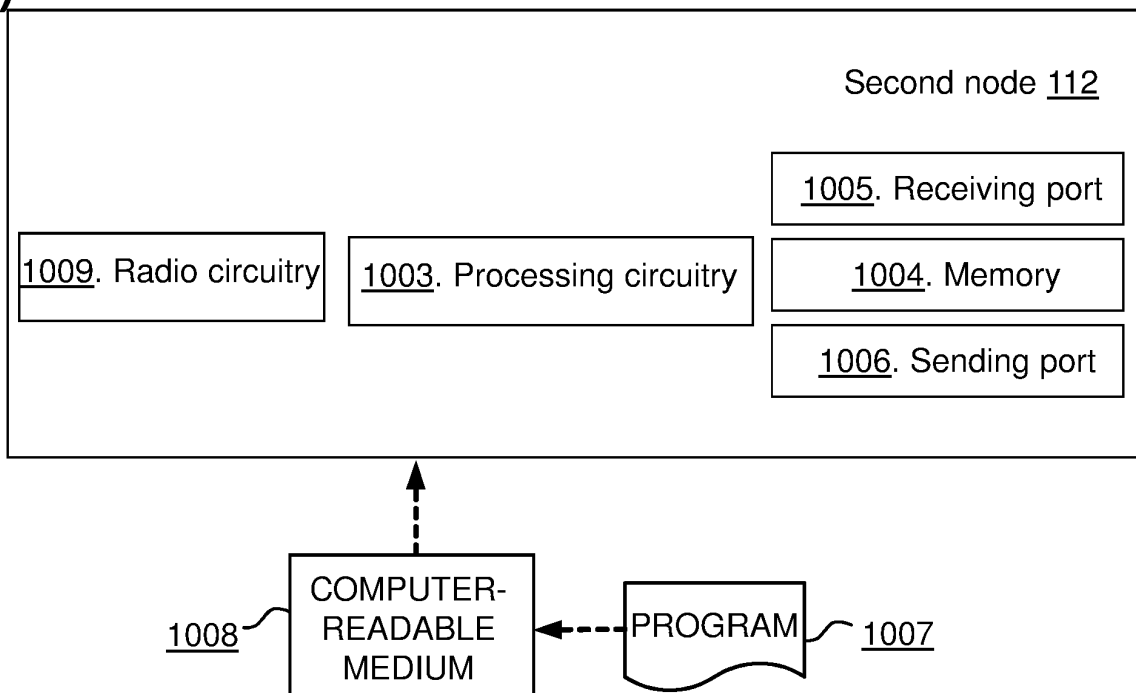 Second node 112
1005. Receiving port
1009. Radio circuitry
1003. Processing circuitry
1004. Memory
1006. Sending port
COMPUTER-
READABLE
MEDIUM
1008
PROGRAM
1007